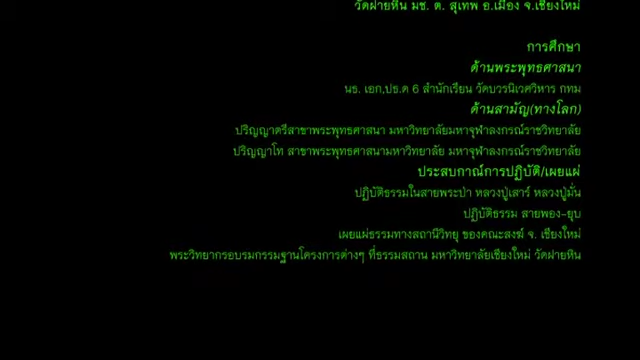 วัดฝายหิน มช. ต. สุเทพ อ.เมือง จ.เชียงใหม่
การศึกษา
ด้านพระพุทธศาสนา
นธ. เอก,ปธ.ด 6 สำนักเรียน วัดบวรนิเวศวิหาร กทม
ด้านสามัญ(ทางโลก)
ปริญญาตรีสาขาพระพุทธศาสนา มหาวิทยาลัยมหาจุฬาลงกรณ์ราชวิทยาลัย
ปริญญาโท สาขาพระพุทธศาสนามหาวิทยาลัย มหาจุฬาลงกรณ์ราชวิทยาลัย
ประสบกาณ์การปฏิบัติ/เผยแผ่
ปฏิบัติธรรมในสายพระป่า หลวงปู่เสาร์ หลวงปู่มั่น
ปฏิบัติธรรม สายพอง-ยุบ
เผยแผ่ธรรมทางสถานีวิทยุ ของคณะสงฆ์ จ. เชียงใหม่
พระวิทยากรอบรมกรรมฐานโครงการต่างๆ ที่ธรรมสถาน มหาวิทยาลัยเชียงใหม่ วัดฝายหิน